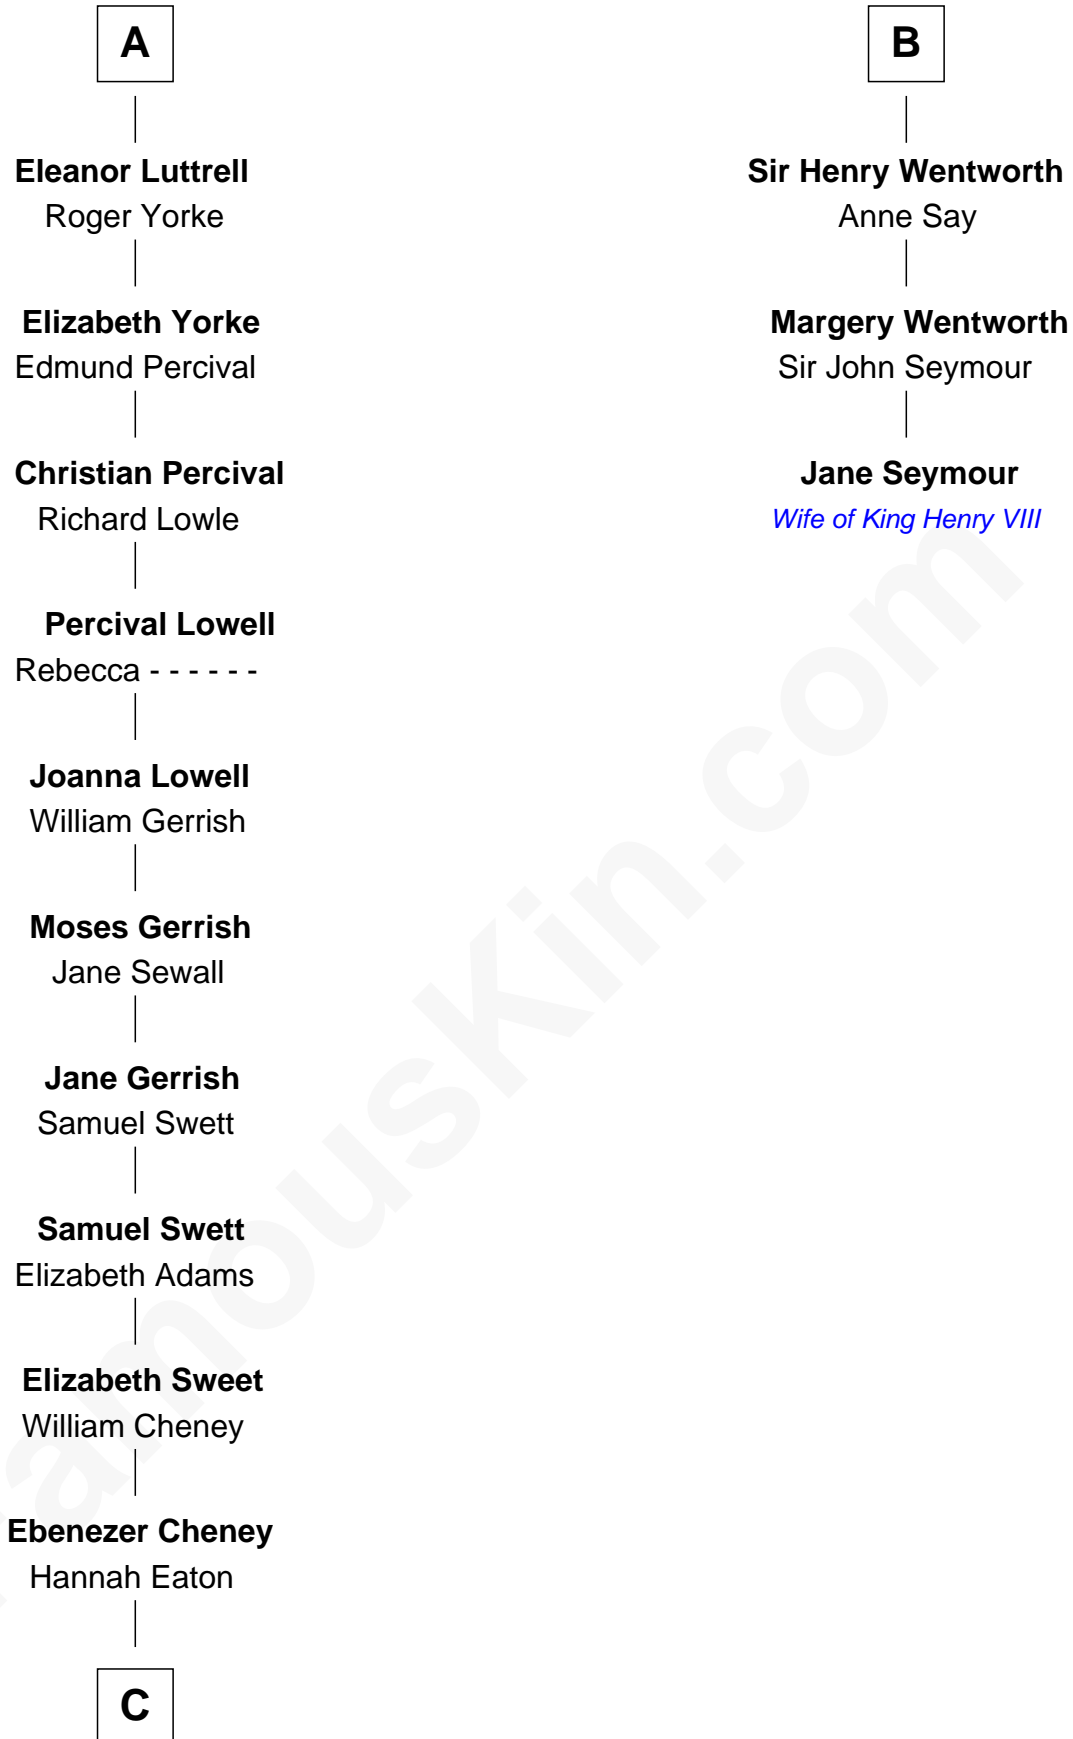 A
Eleanor Luttrell
Roger Yorke
Elizabeth Yorke
Edmund Percival
Christian Percival
Richard Lowle
Percival Lowell
Rebecca - - - - - -
Joanna Lowell
William Gerrish
Moses Gerrish
Jane Sewall
Jane Gerrish
Samuel Swett
Samuel Swett
Elizabeth Adams
Elizabeth Sweet
William Cheney
Ebenezer Cheney
Hannah Eaton
C
B
Sir Henry Wentworth
Anne Say
Margery Wentworth
Sir John Seymour
Jane Seymour
Wife of King Henry VIII
FamousKin.com